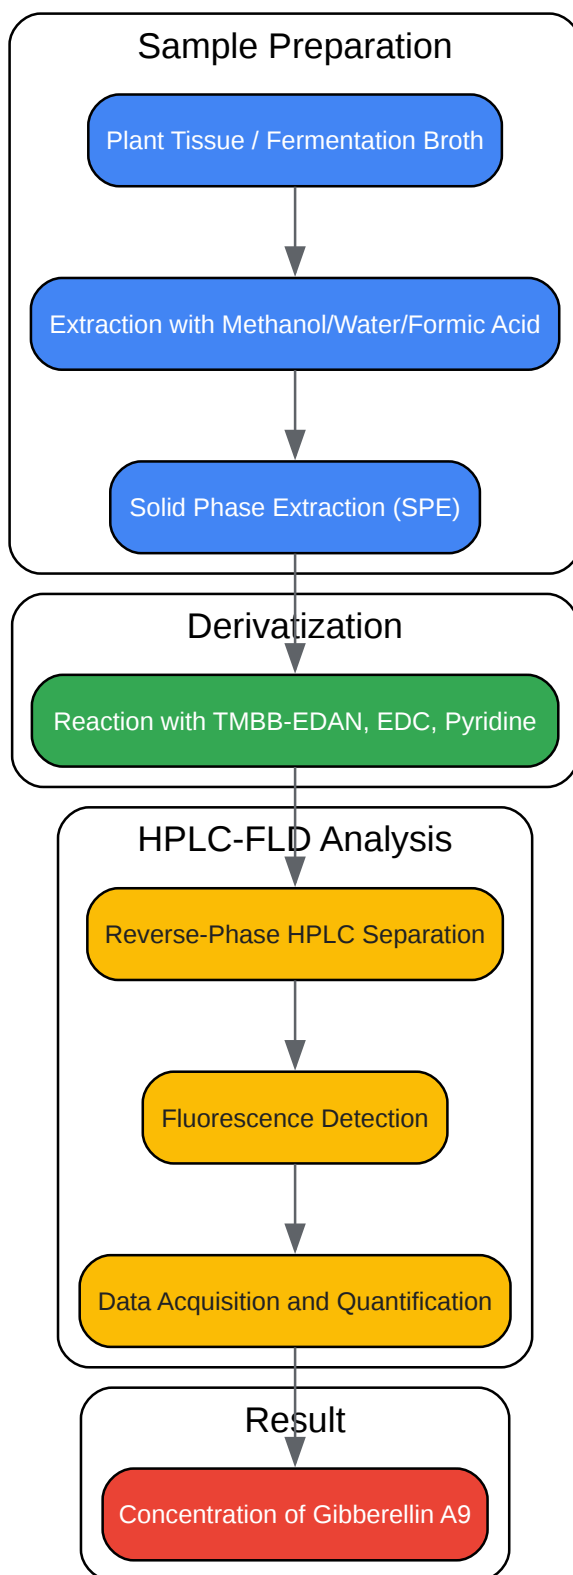 Sample Preparation
Plant Tissue / Fermentation Broth
Extraction with Methanol/Water/Formic Acid
Solid Phase Extraction (SPE)
Derivatization
Reaction with TMBB-EDAN, EDC, Pyridine
HPLC-FLD Analysis
Reverse-Phase HPLC Separation
Fluorescence Detection
Data Acquisition and Quantification
Result
Concentration of Gibberellin A9